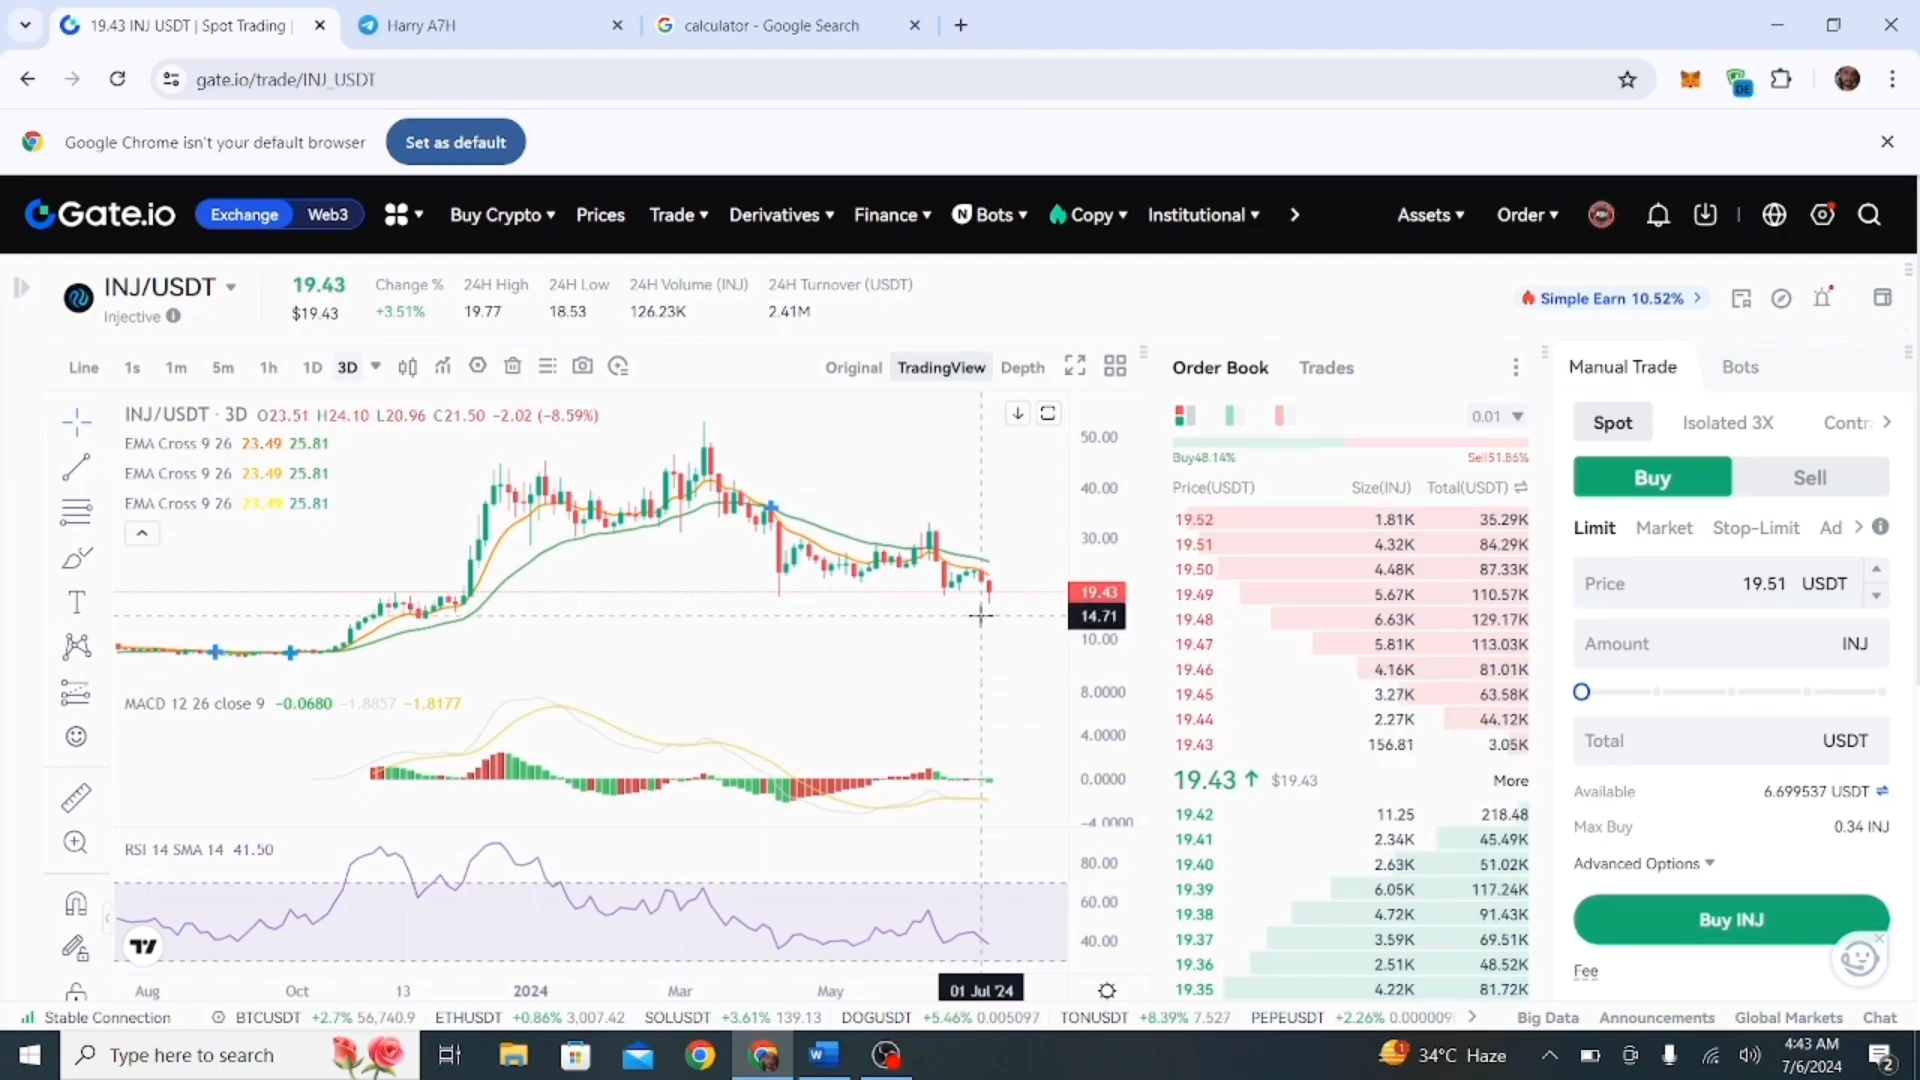 19.43 INJ USDT | Spot Trading |
Harry A7H
calculator - Google Search
gate.io/trade/INJ_USDT
DE
Google Chrome isn't your default browser
Set as default
Gate.io
Exchange Web3
Buy Crypto Prices Trade Derivatives Finance Bots Copy Institutional
Assets Order
INJ/USDT
Injective
19.43
$19.43
Change % 24H High 24H Low 24H Volume (INJ) 24H Turnover (USDT)
+3.51% 19.77 18.53 126.23K 2.41M
Simple Earn 10.52% >
Line 1s 1m 5m 1h 1D 3D
Original TradingView Depth
INJ/USDT · 3D O23.51 H24.10 L20.96 C21.50 −2.02 (−8.59%)
EMA Cross 9 26 23.49 25.81
EMA Cross 9 26 23.49 25.81
EMA Cross 9 26 23.49 25.81
50.00
40.00
30.00
19.43
14.71
10.00
MACD 12 26 close 9 −0.0680 −1.8857 −1.8177
8.0000
4.0000
0.0000
−4.0000
RSI 14 SMA 14 41.50
80.00
60.00
40.00
Aug Oct 13 2024 Mar May 01 Jul '24
Order Book Trades
0.01
Buy48.14% Sell51.86%
Price(USDT) Size(INJ) Total(USDT)
19.52 1.81K 35.29K
19.51 4.32K 84.29K
19.50 4.48K 87.33K
19.49 5.67K 110.57K
19.48 6.63K 129.17K
19.47 5.81K 113.03K
19.46 4.16K 81.01K
19.45 3.27K 63.58K
19.44 2.27K 44.12K
19.43 156.81 3.05K
19.43 ↑ $19.43 More
19.42 11.25 218.48
19.41 2.34K 45.49K
19.40 2.63K 51.02K
19.39 6.05K 117.24K
19.38 4.72K 91.43K
19.37 3.59K 69.51K
19.36 2.51K 48.52K
19.35 4.22K 81.72K
Manual Trade Bots
Spot Isolated 3X Contr
Buy Sell
Limit Market Stop-Limit Ad
Price 19.51 USDT
Amount INJ
Total USDT
Available 6.699537 USDT
Max Buy 0.34 INJ
Advanced Options
Buy INJ
Fee
Stable Connection BTCUSDT +2.7% 56,740.9 ETHUSDT +0.86% 3,007.42 SOLUSDT +3.61% 139.13 DOGUSDT +5.46% 0.005097 TONUSDT +8.39% 7.527 PEPEUSDT +2.26%
Big Data Announcements Global Markets Chat
Type here to search
34°C Haze
4:43 AM
7/6/2024
2